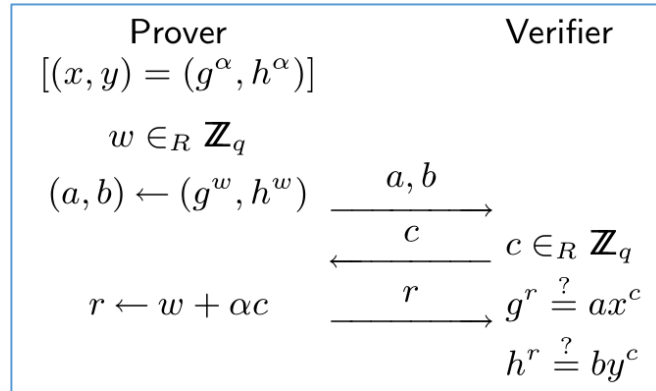 Prover Verifier
[(x, y) = (g^α, h^α)]
w ∈_R ℤ_q
(a, b) ← (g^w, h^w) a, b
c c ∈_R ℤ_q
r ← w + αc r g^r ≟ ax^c
h^r ≟ by^c